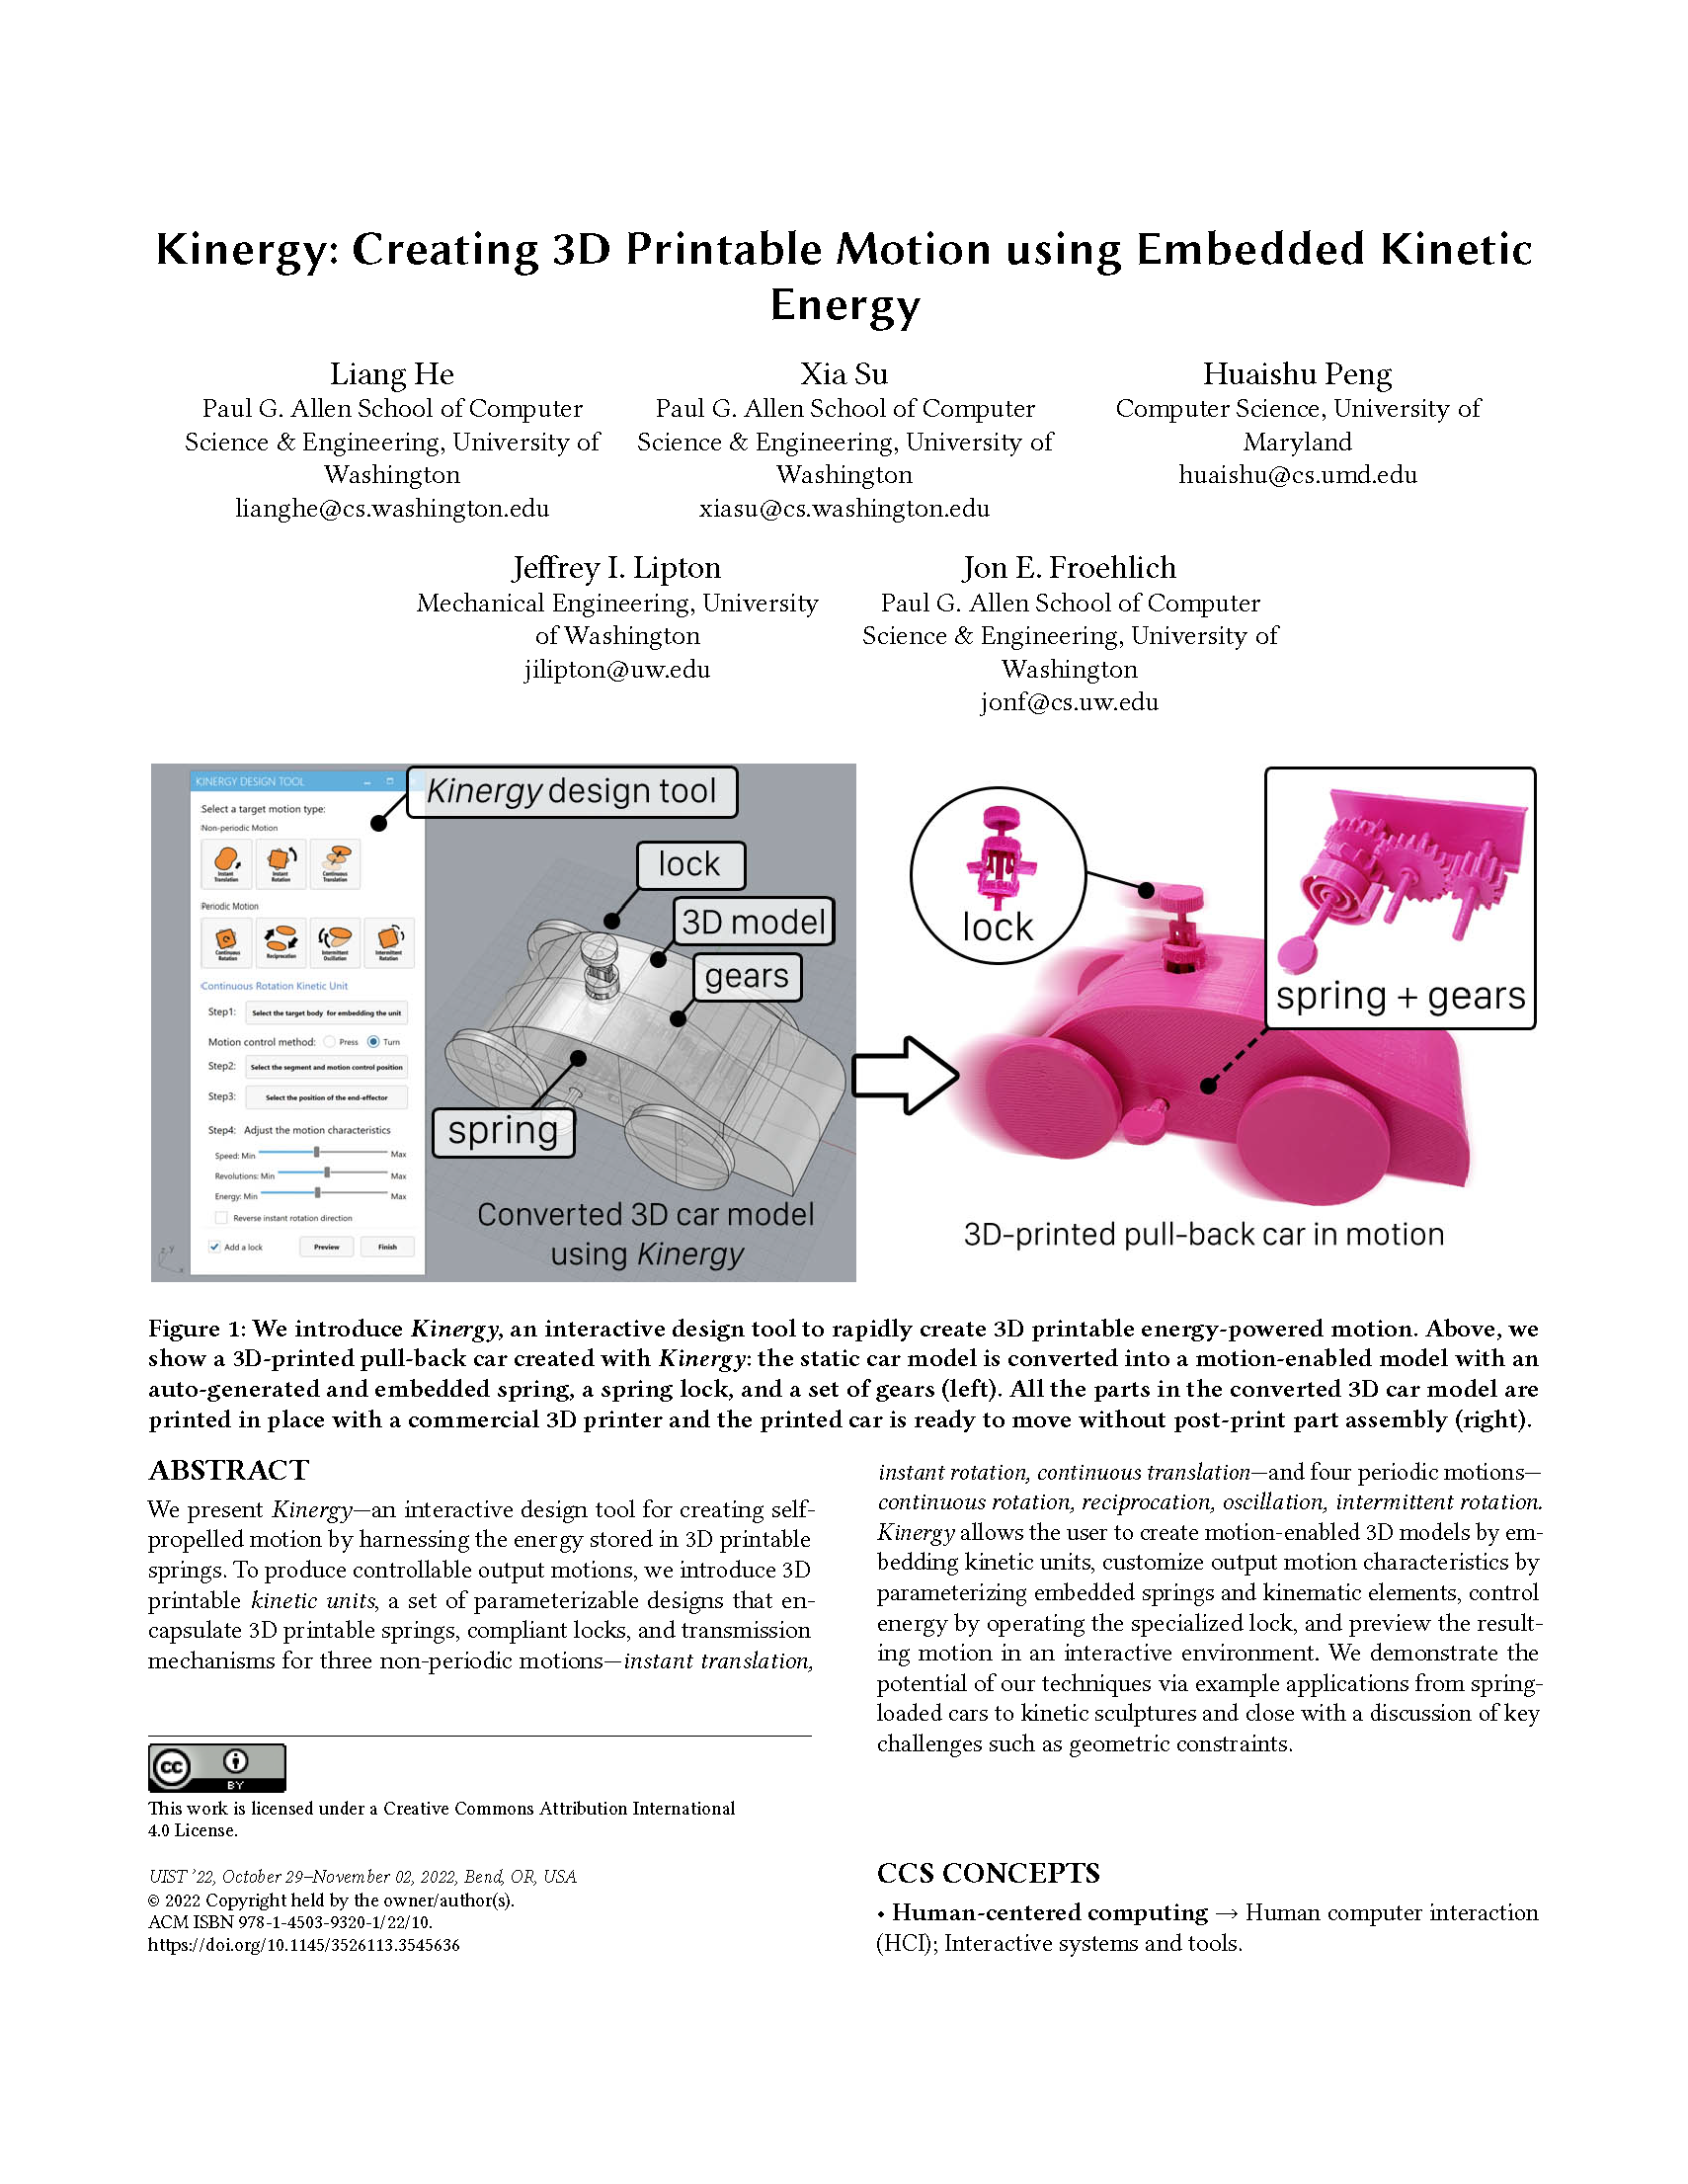 Kinergy: Creating 3D Printable Motion using Embedded Kinetic
Energy
Liang He
Paul G. Allen School of Computer
Science & Engineering, University of
Washington
lianghe@cs.washington.edu
Xia Su
Paul G. Allen School of Computer
Science & Engineering, University of
Washington
xiasu@cs.washington.edu
Huaishu Peng
Computer Science, University of
Maryland
huaishu@cs.umd.edu
Jeffrey I. Lipton
Mechanical Engineering, University
of Washington
jilipton@uw.edu
Jon E. Froehlich
Paul G. Allen School of Computer
Science & Engineering, University of
Washington
jonf@cs.uw.edu
KINERGY DESIGN TOOL
Select a target motion type:
Non-periodic Motion
Instant
Translation
Instant
Rotation
Continuous
Translation
Periodic Motion
Continuous
Rotation
Reciprocation
Intermittent
Oscillation
Intermittent
Rotation
Continuous Rotation Kinetic Unit
Step1: Select the target body for embedding the unit
Motion control method: Press Turn
Step2: Select the segment and motion control position
Step3: Select the position of the end-effector
Step4: Adjust the motion characteristics
Speed: Min Max
Revolutions: Min Max
Energy: Min Max
Reverse instant rotation direction
Add a lock Preview Finish
z y
x
Kinergy design tool
lock
3D model
gears
spring
Converted 3D car model
using Kinergy
lock
spring + gears
3D-printed pull-back car in motion
Figure 1: We introduce Kinergy, an interactive design tool to rapidly create 3D printable energy-powered motion. Above, we
show a 3D-printed pull-back car created with Kinergy: the static car model is converted into a motion-enabled model with an
auto-generated and embedded spring, a spring lock, and a set of gears (left). All the parts in the converted 3D car model are
printed in place with a commercial 3D printer and the printed car is ready to move without post-print part assembly (right).
ABSTRACT
We present Kinergy—an interactive design tool for creating self-
propelled motion by harnessing the energy stored in 3D printable
springs. To produce controllable output motions, we introduce 3D
printable kinetic units, a set of parameterizable designs that en-
capsulate 3D printable springs, compliant locks, and transmission
mechanisms for three non-periodic motions—instant translation,
instant rotation, continuous translation—and four periodic motions—
continuous rotation, reciprocation, oscillation, intermittent rotation.
Kinergy allows the user to create motion-enabled 3D models by em-
bedding kinetic units, customize output motion characteristics by
parameterizing embedded springs and kinematic elements, control
energy by operating the specialized lock, and preview the result-
ing motion in an interactive environment. We demonstrate the
potential of our techniques via example applications from spring-
loaded cars to kinetic sculptures and close with a discussion of key
challenges such as geometric constraints.
cc
BY
This work is licensed under a Creative Commons Attribution International
4.0 License.
UIST ’22, October 29–November 02, 2022, Bend, OR, USA
© 2022 Copyright held by the owner/author(s).
ACM ISBN 978-1-4503-9320-1/22/10.
https://doi.org/10.1145/3526113.3545636
CCS CONCEPTS
• Human-centered computing → Human computer interaction
(HCI); Interactive systems and tools.